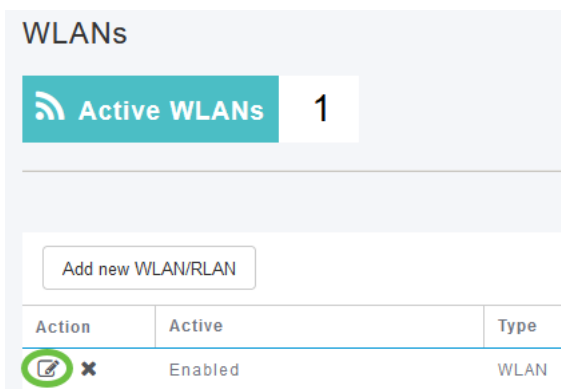 WLANs
Active WLANs 1
Add new WLAN/RLAN
Action Active Type
Enabled WLAN